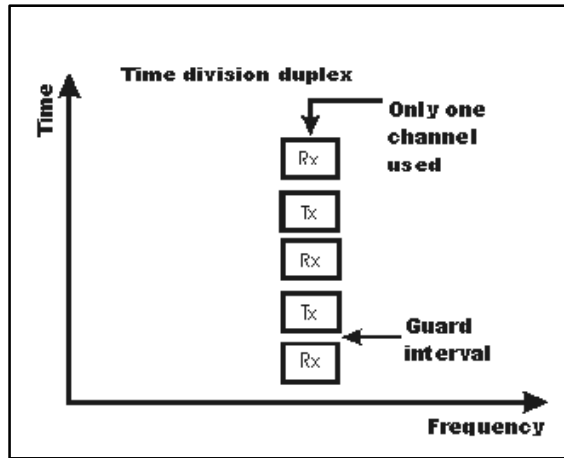 Time division duplex
Time
Only one
channel
used
Rx
Tx
Rx
Tx
Guard
interval
Rx
Frequency